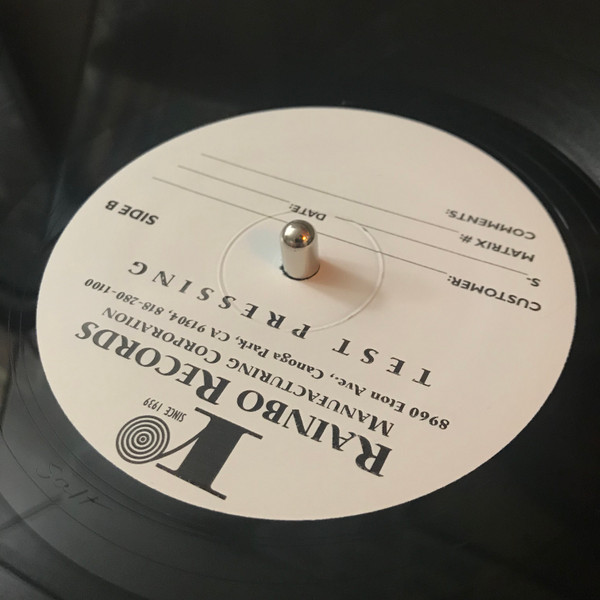 SINCE 1939
RAINBO RECORDS
MANUFACTURING CORPORATION
8960 Eton Ave., Canoga Park, CA 91304, 818-280-1100
TEST PRESSING
CUSTOMER:
S-
MATRIX #: DATE: SIDE B
COMMENTS: